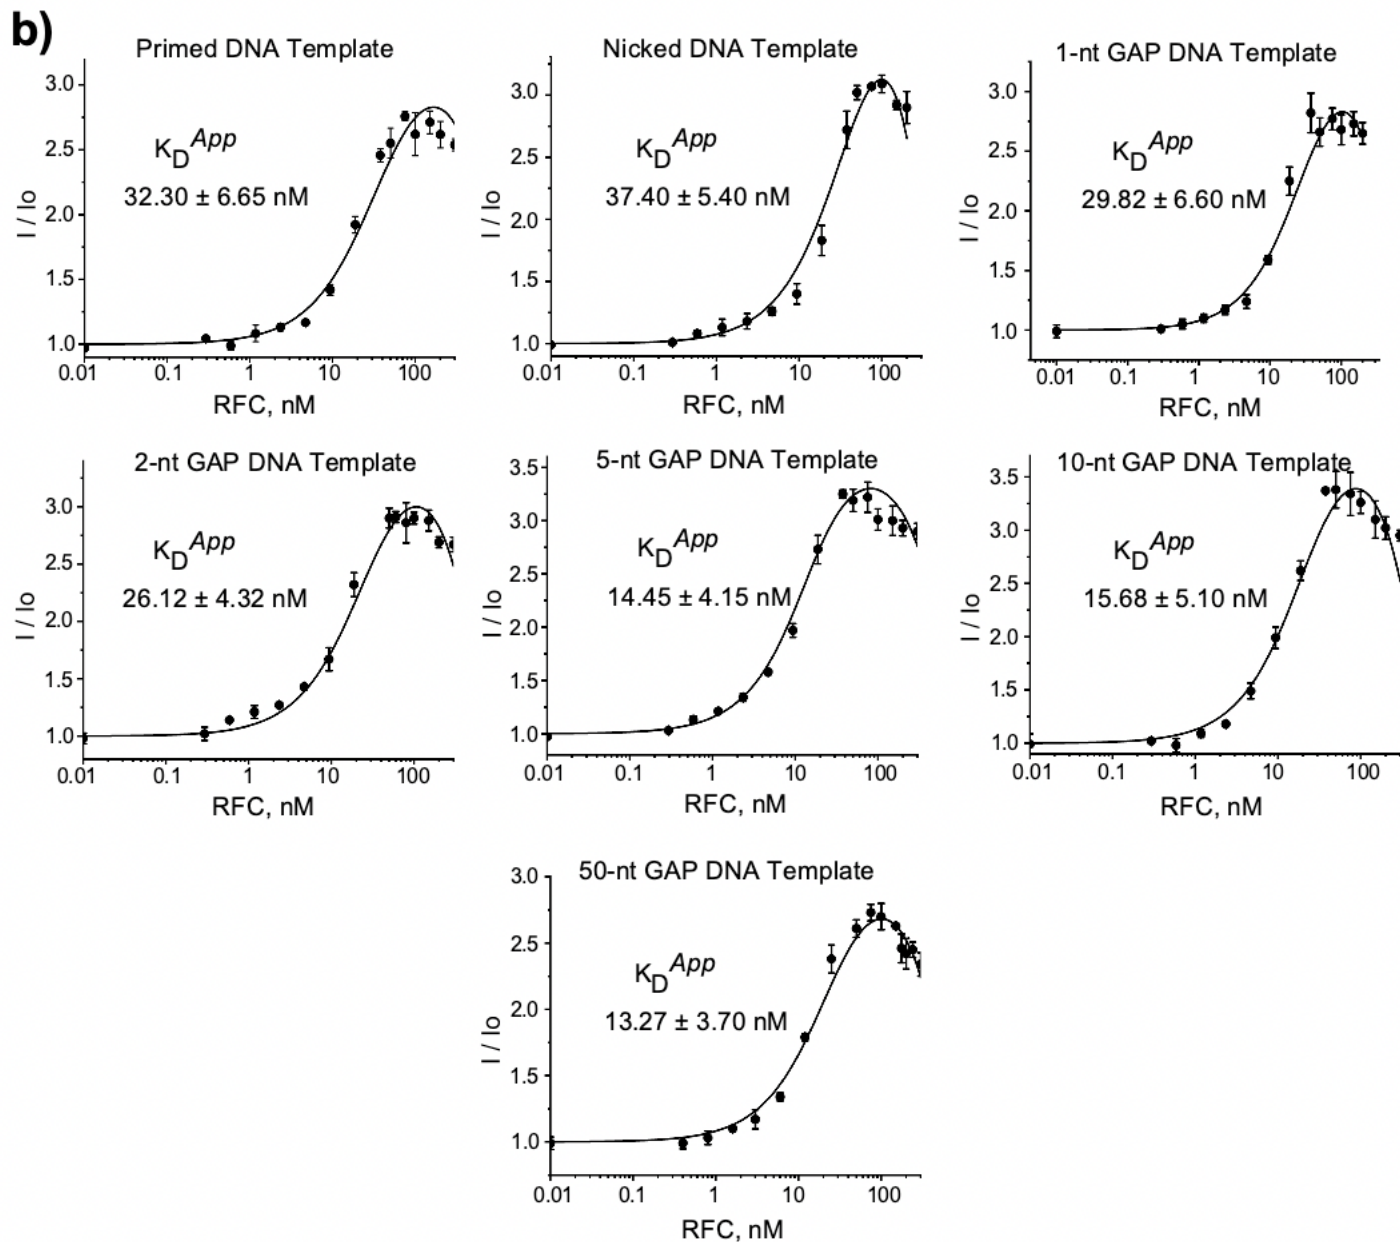 b)
Primed DNA Template
3.0
2.5
2.0
1.5
1.0
I / Io
K_D^App
32.30 ± 6.65 nM
0.01 0.1 1 10 100
RFC, nM
Nicked DNA Template
3.0
2.5
2.0
1.5
1.0
I / Io
K_D^App
37.40 ± 5.40 nM
0.01 0.1 1 10 100
RFC, nM
1-nt GAP DNA Template
3.0
2.5
2.0
1.5
1.0
I / Io
K_D^App
29.82 ± 6.60 nM
0.01 0.1 1 10 100
RFC, nM
2-nt GAP DNA Template
3.0
2.5
2.0
1.5
1.0
I / Io
K_D^App
26.12 ± 4.32 nM
0.01 0.1 1 10 100
RFC, nM
5-nt GAP DNA Template
3.5
3.0
2.5
2.0
1.5
1.0
I / Io
K_D^App
14.45 ± 4.15 nM
0.01 0.1 1 10 100
RFC, nM
10-nt GAP DNA Template
3.5
3.0
2.5
2.0
1.5
1.0
I / Io
K_D^App
15.68 ± 5.10 nM
0.01 0.1 1 10 100
RFC, nM
50-nt GAP DNA Template
3.0
2.5
2.0
1.5
1.0
I / Io
K_D^App
13.27 ± 3.70 nM
0.01 0.1 1 10 100
RFC, nM